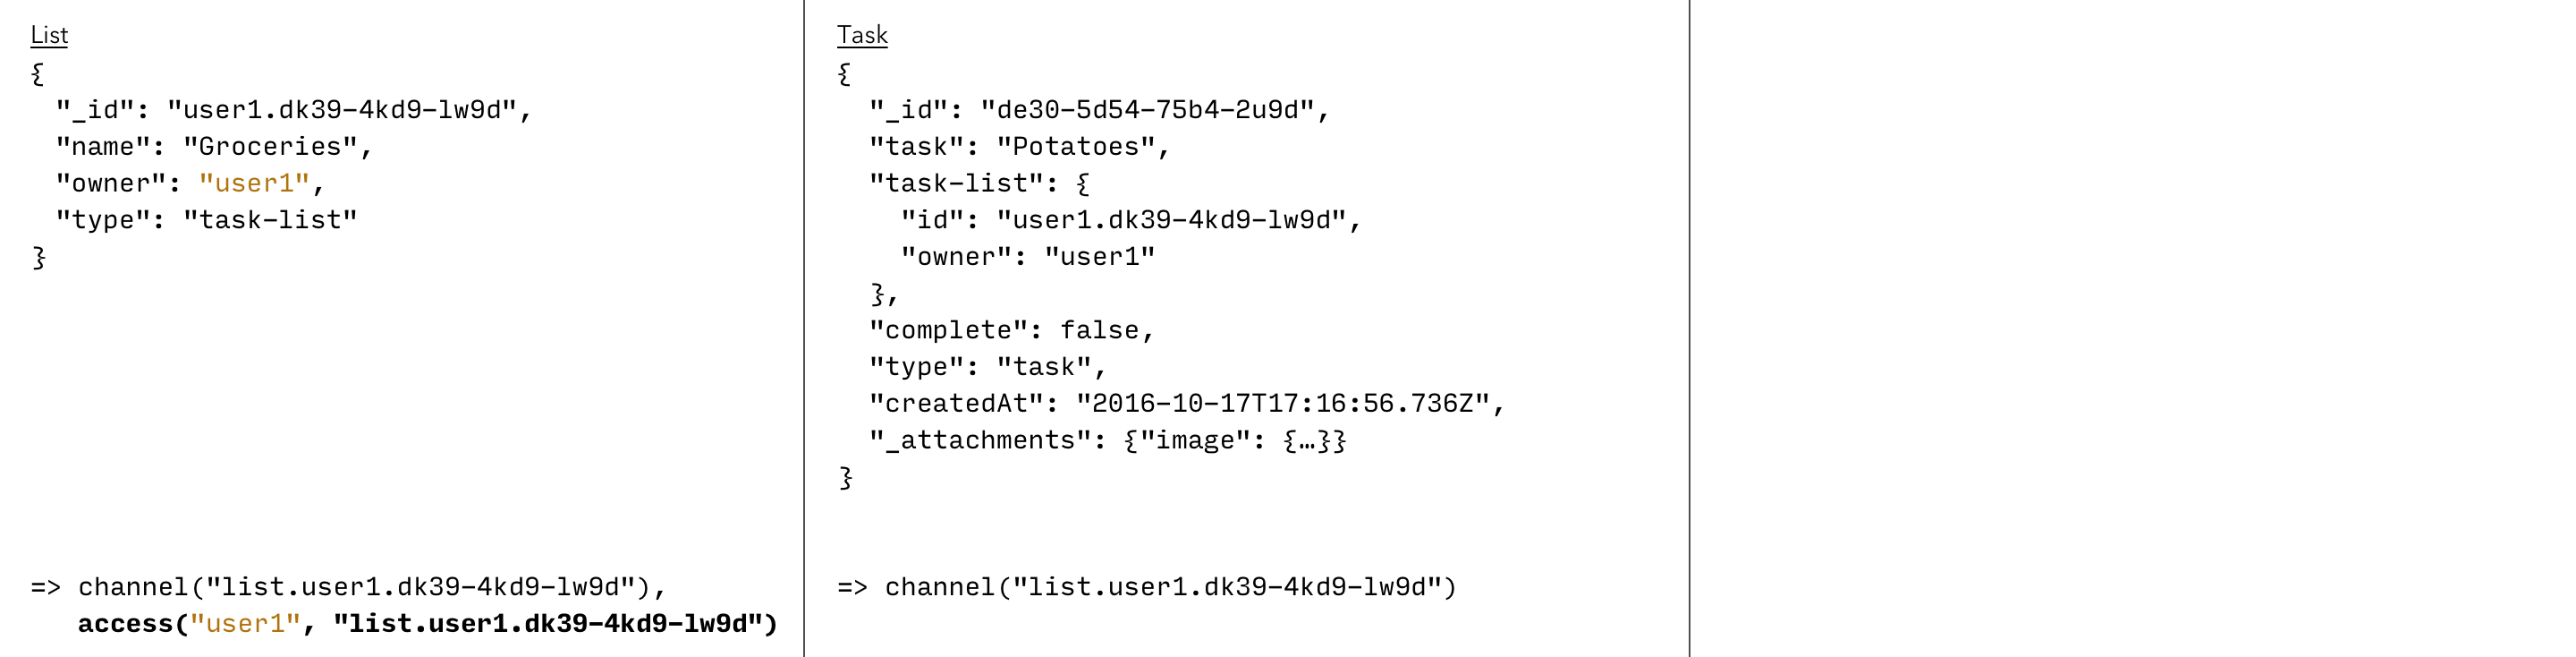 List
{
  "_id": "user1.dk39-4kd9-lw9d",
  "name": "Groceries",
  "owner": "user1",
  "type": "task-list"
}
=> channel("list.user1.dk39-4kd9-lw9d"),
   access("user1", "list.user1.dk39-4kd9-lw9d")
Task
{
  "_id": "de30-5d54-75b4-2u9d",
  "task": "Potatoes",
  "task-list": {
    "id": "user1.dk39-4kd9-lw9d",
    "owner": "user1"
  },
  "complete": false,
  "type": "task",
  "createdAt": "2016-10-17T17:16:56.736Z",
  "_attachments": {"image": {…}}
}
=> channel("list.user1.dk39-4kd9-lw9d")